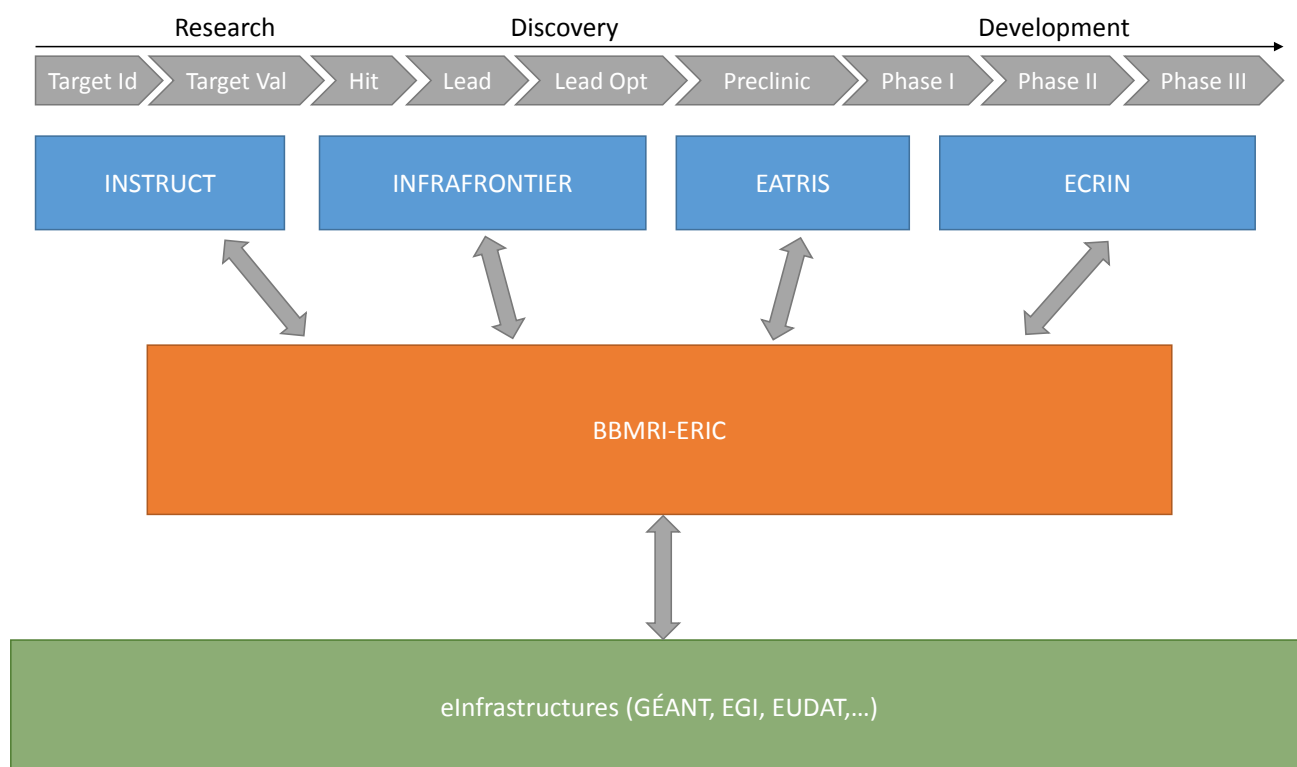 Research Discovery Development
Target Id Target Val Hit Lead Lead Opt Preclinic Phase I Phase II Phase III
INSTRUCT INFRAFRONTIER EATRIS ECRIN
BBMRI-ERIC
eInfrastructures (GÉANT, EGI, EUDAT,...)